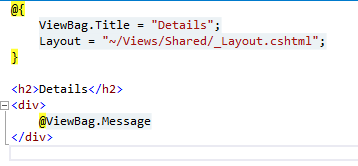 @{
ViewBag.Title = "Details";
Layout = "~/Views/Shared/_Layout.cshtml";
}
<h2>Details</h2>
<div>
@ViewBag.Message
</div>